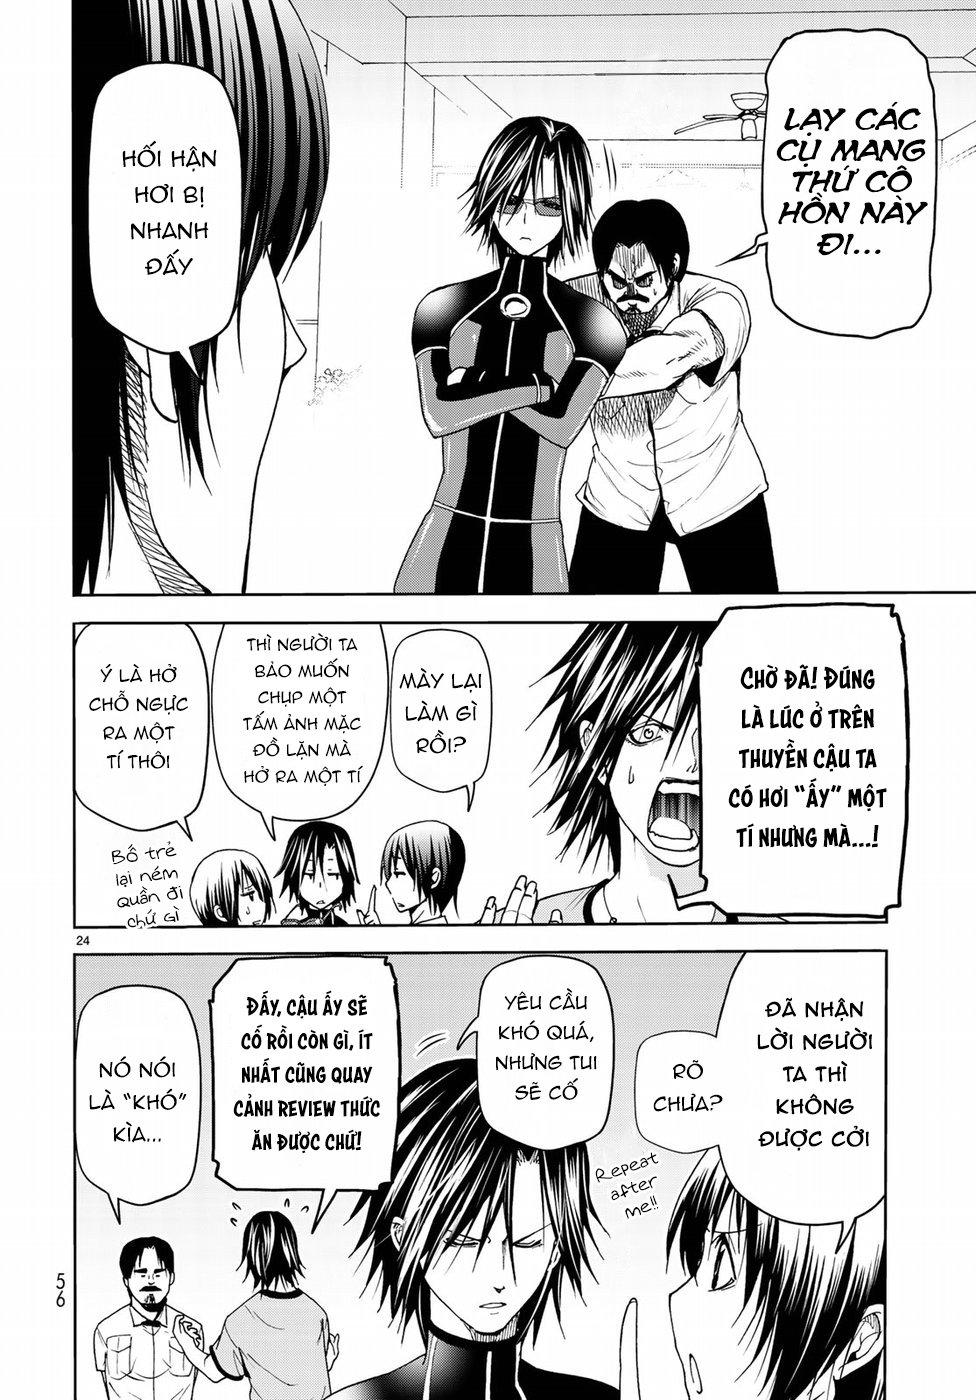 LẠY CÁC
CỤ MANG
THỨ CÔ
HỒN NÀY
ĐI...
HỐI HẬN
HƠI BỊ
NHANH
ĐẤY
CHỜ ĐÃ! ĐÚNG
LÀ LÚC Ở TRÊN
THUYỀN CẬU TA
CÓ HƠI “ẤY” MỘT
TÍ NHƯNG MÀ...!
MÀY LẠI
LÀM GÌ
RỒI?
THÌ NGƯỜI TA
BẢO MUỐN
CHỤP MỘT
TẤM ẢNH MẶC
ĐỒ LẶN MÀ
HỞ RA MỘT TÍ
Ý LÀ HỞ
CHỖ NGỰC
RA MỘT
TÍ THÔI
Bố trẻ
lại ném
quần đi
chứ gì
24
ĐÃ NHẬN
LỜI NGƯỜI
TA THÌ
KHÔNG
ĐƯỢC CỞI
RÕ
CHƯA?
Repeat
after
me!!
YÊU CẦU
KHÓ QUÁ,
NHƯNG TUI
SẼ CỐ
ĐẤY, CẬU ẤY SẼ
CỐ RỒI CÒN GÌ, ÍT
NHẤT CŨNG QUAY
CẢNH REVIEW THỨC
ĂN ĐƯỢC CHỨ!
NÓ NÓI
LÀ “KHÓ”
KÌA...
56